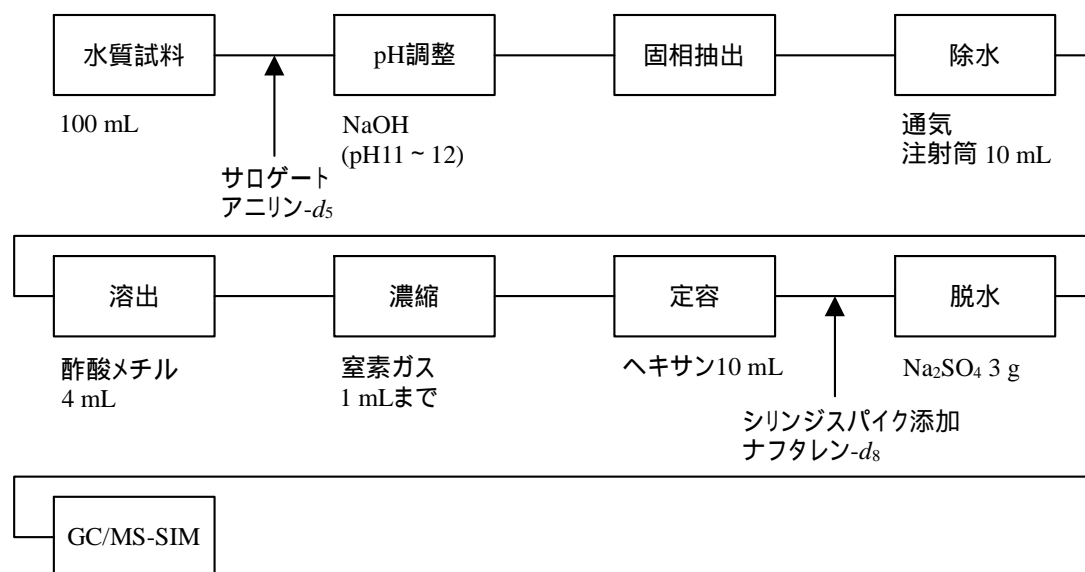 水質試料
pH調整
固相抽出
除水
100 mL
NaOH
(pH11 ~ 12)
通気
注射筒 10 mL
サロゲート
アニリン-d5
溶出
濃縮
定容
脱水
酢酸メチル
4 mL
窒素ガス
1 mLまで
ヘキサン10 mL
Na2SO4 3 g
シリンジスパイク添加
ナフタレン-d8
GC/MS-SIM